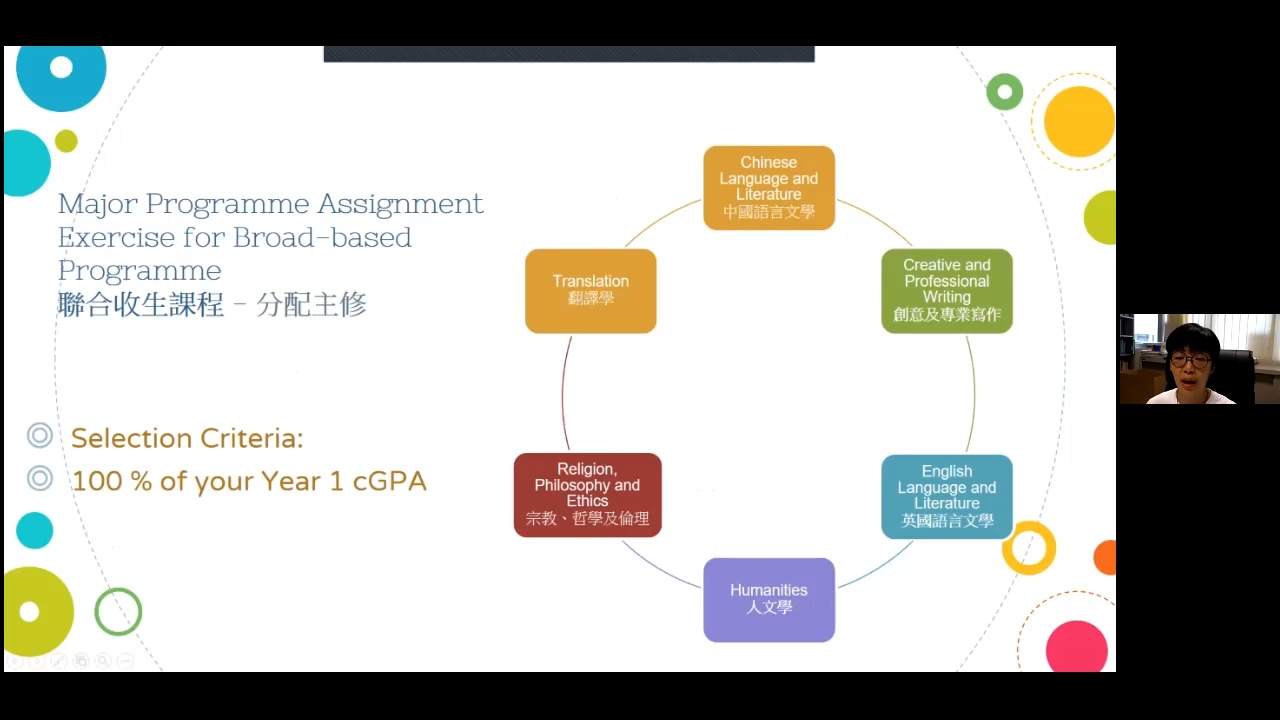 Major Programme Assignment
Exercise for Broad-based
Programme
聯合收生課程 - 分配主修
Selection Criteria:
100 % of your Year 1 cGPA
Chinese
Language and
Literature
中國語言文學
Creative and
Professional
Writing
創意及專業寫作
English
Language and
Literature
英國語言文學
Humanities
人文學
Religion,
Philosophy and
Ethics
宗教、哲學及倫理
Translation
翻譯學